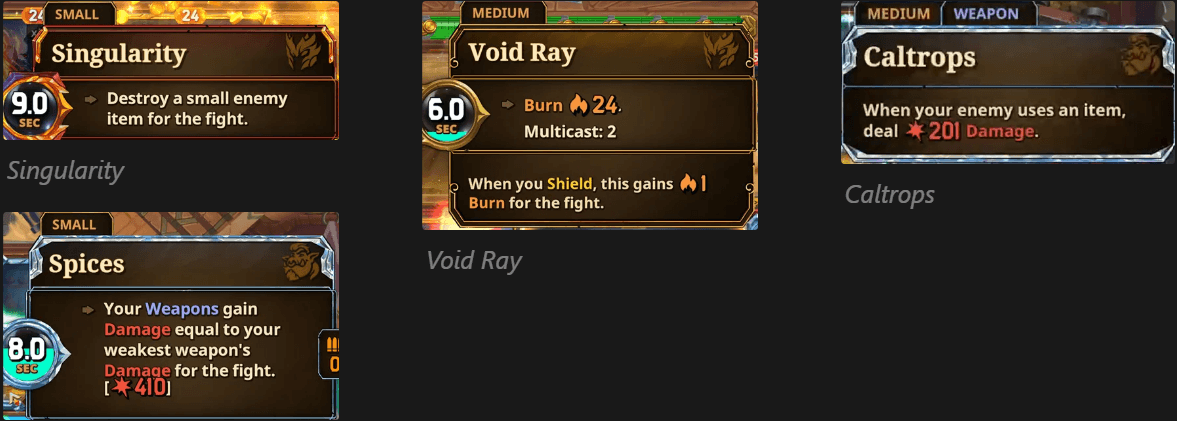 24
SMALL
24
Singularity
9.0
SEC
Destroy a small enemy
item for the fight.
Singularity
SMALL
Spices
8.0
SEC
Your Weapons gain
Damage equal to your
weakest weapon's
Damage for the fight.
[410]
0
MEDIUM
Void Ray
6.0
SEC
Burn 24.
Multicast: 2
When you Shield, this gains 1
Burn for the fight.
Void Ray
MEDIUM
WEAPON
Caltrops
When your enemy uses an item,
deal 201 Damage.
Caltrops